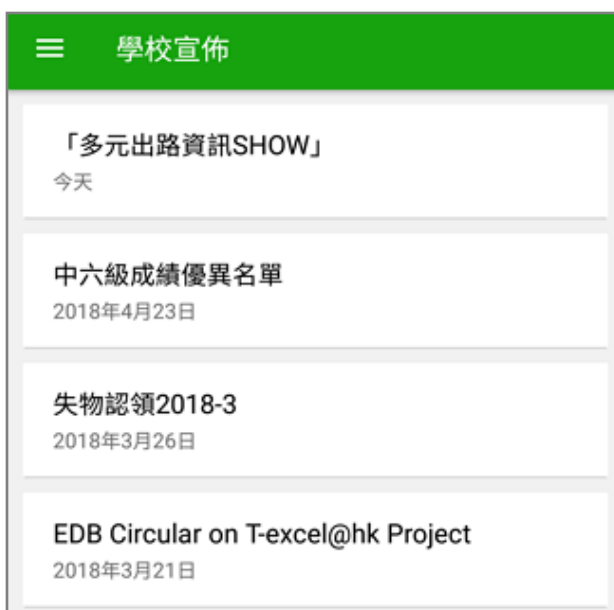 學校宣佈
「多元出路資訊SHOW」
今天
中六級成績優異名單
2018年4月23日
失物認領2018-3
2018年3月26日
EDB Circular on T-excel@hk Project
2018年3月21日